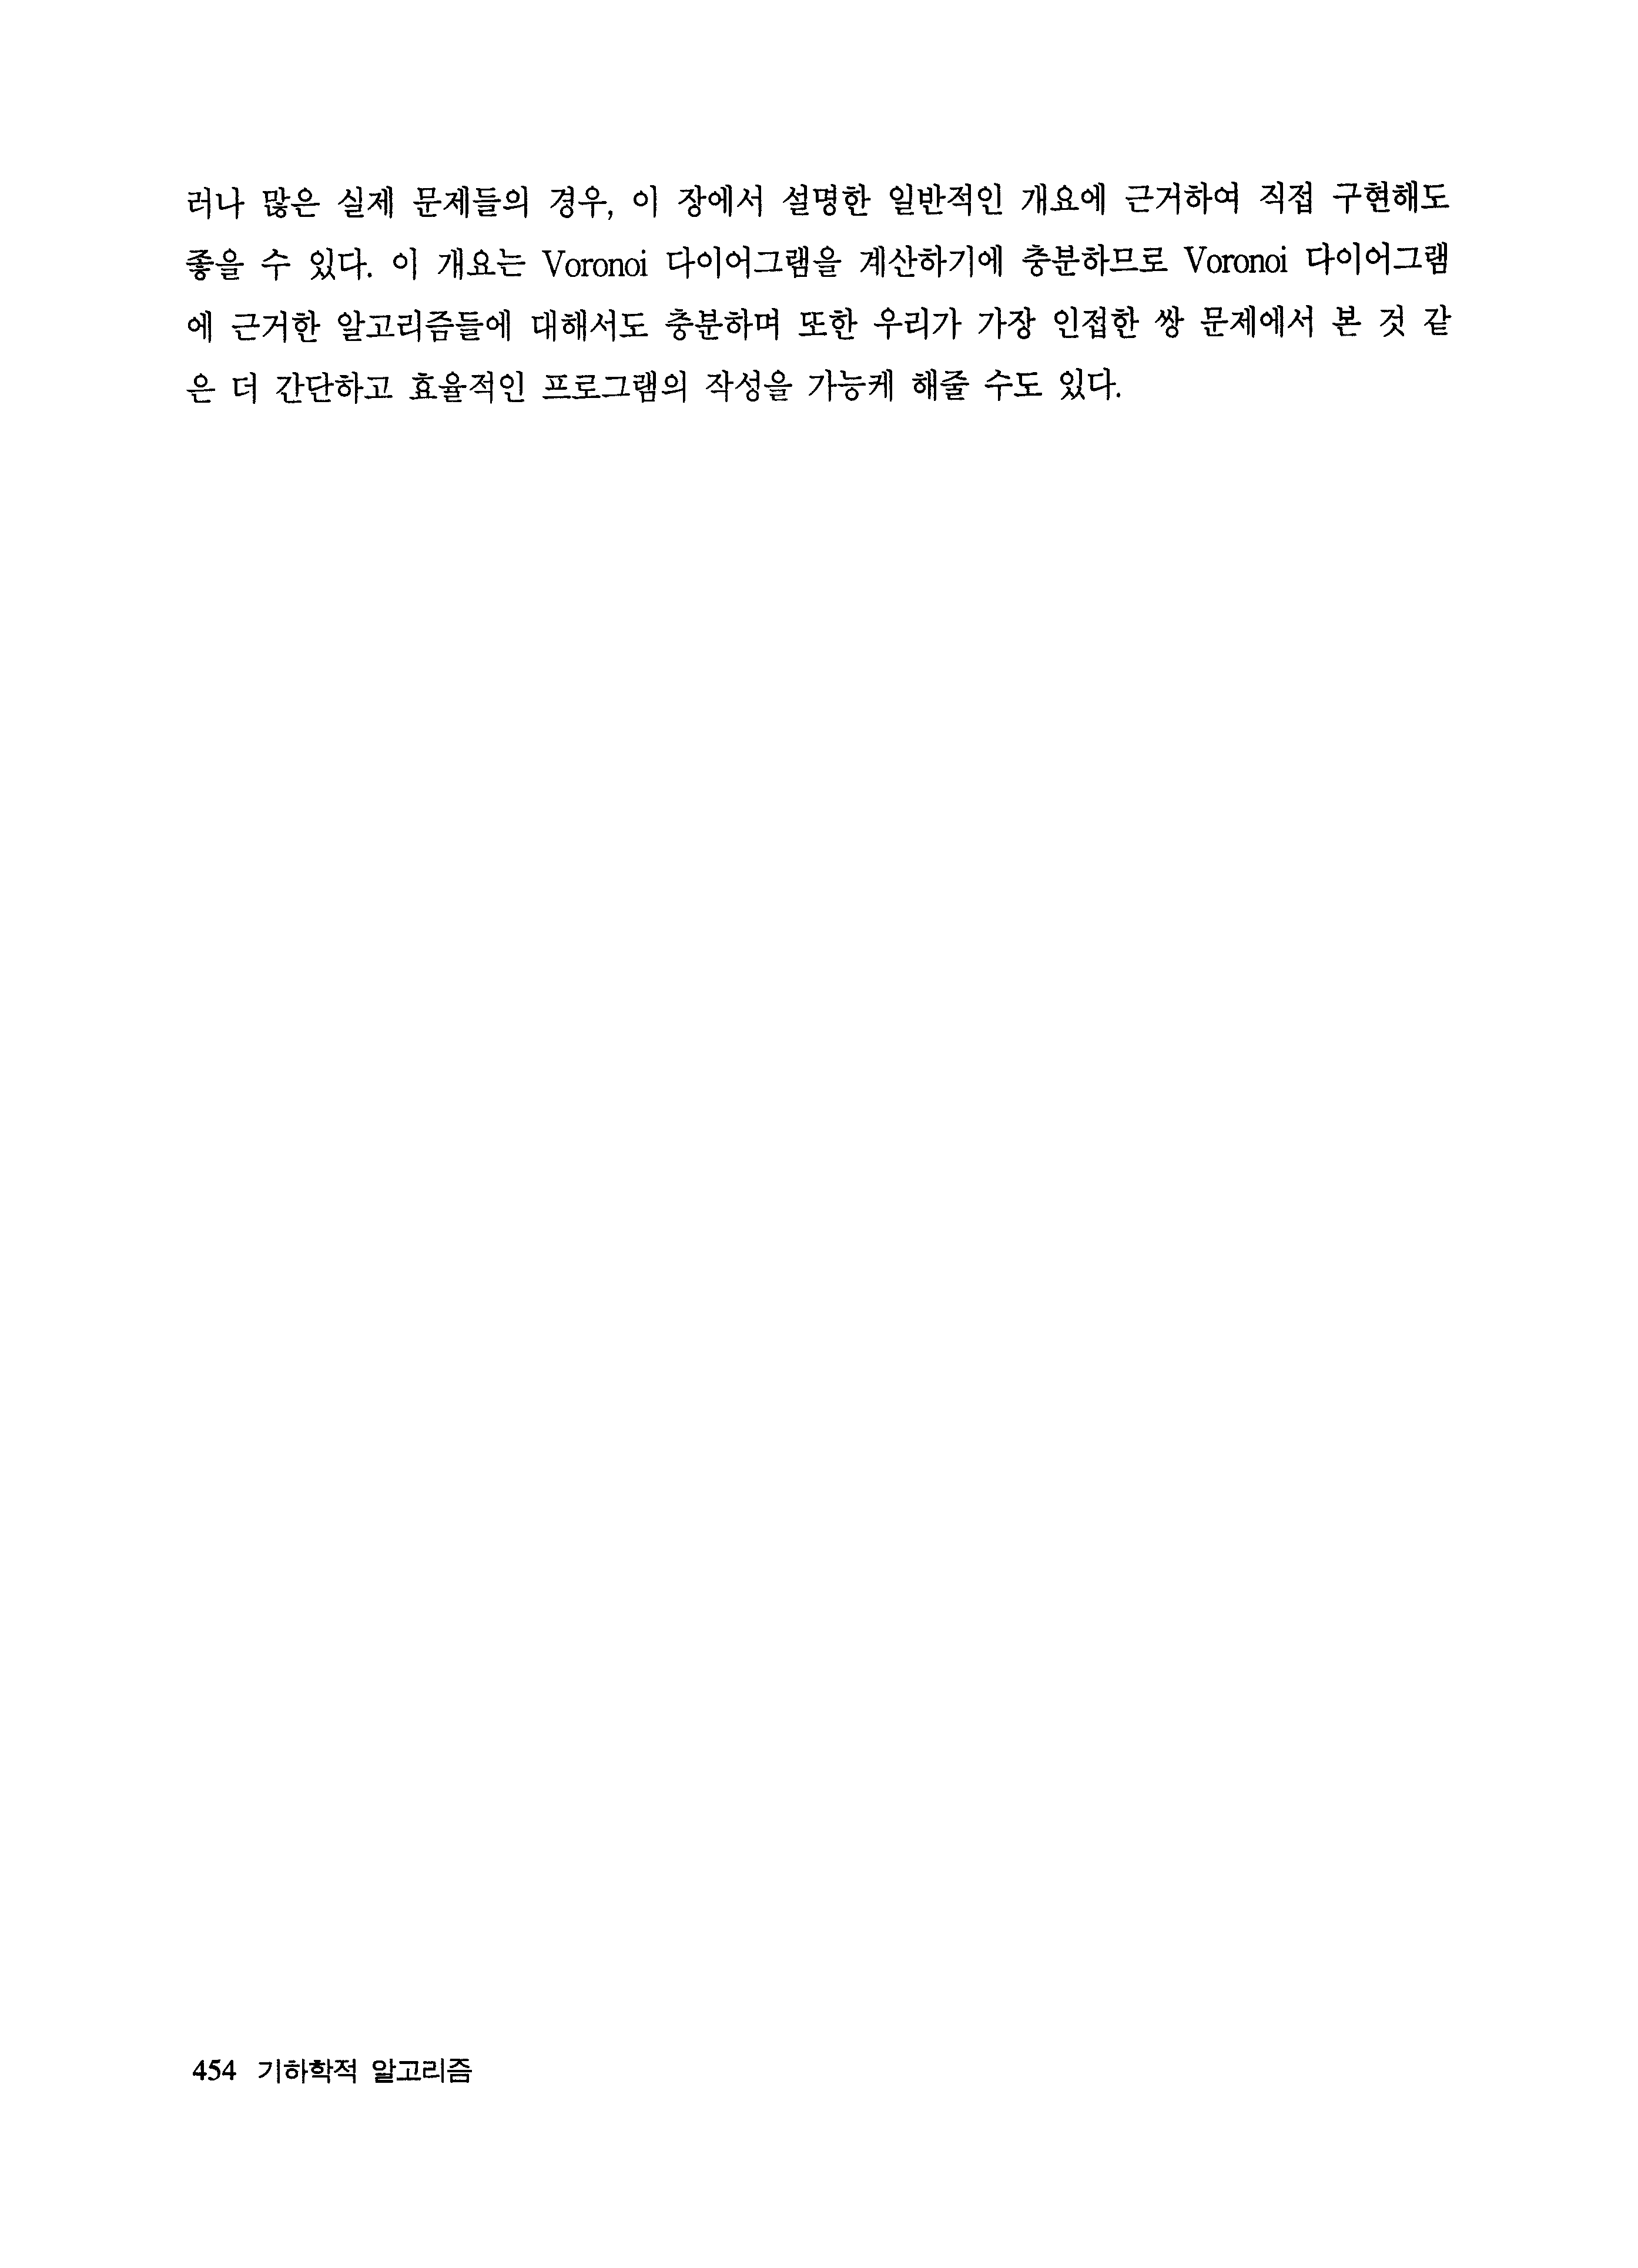 러나 많은 실제 문제들의 경우, 이 장에서 설명한 일반적인 개요에 근거하여 직접 구현해도
좋을 수 있다. 이 개요는 Voronoi 다이어그램을 계산하기에 충분하므로 Voronoi 다이어그램
에 근거한 알고리즘들에 대해서도 충분하며 또한 우리가 가장 인접한 쌍 문제에서 본 것 같
은 더 간단하고 효율적인 프로그램의 작성을 가능케 해줄 수도 있다.
454 기하학적 알고리즘